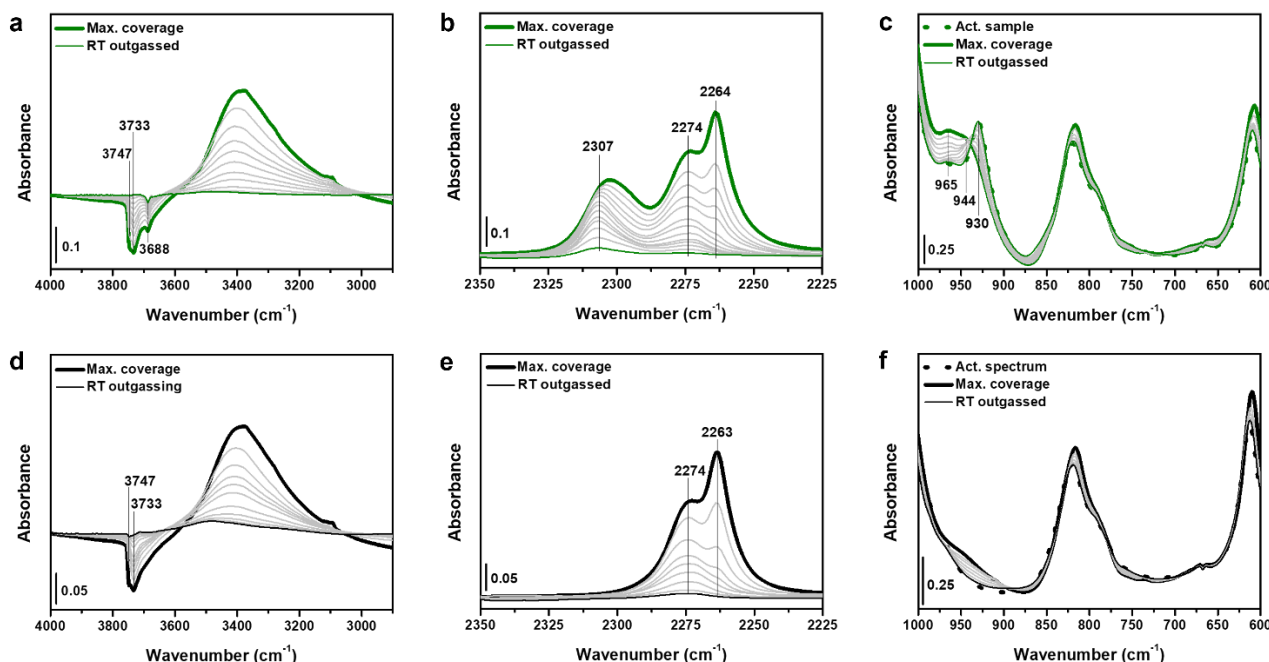 a
Max. coverage
RT outgassed
3733
3747
3688
0.1
Absorbance
4000 3800 3600 3400 3200 3000
Wavenumber (cm⁻¹)
b
Max. coverage
RT outgassed
2264
2274
2307
0.1
Absorbance
2350 2325 2300 2275 2250 2225
Wavenumber (cm⁻¹)
c
Act. sample
Max. coverage
RT outgassed
965
944
930
0.25
Absorbance
1000 950 900 850 800 750 700 650 600
Wavenumber (cm⁻¹)
d
Max. coverage
RT outgassing
3747
3733
0.05
Absorbance
4000 3800 3600 3400 3200 3000
Wavenumber (cm⁻¹)
e
Max. coverage
RT outgassed
2263
2274
0.05
Absorbance
2350 2325 2300 2275 2250 2225
Wavenumber (cm⁻¹)
f
Act. spectrum
Max. coverage
RT outgassed
0.25
Absorbance
1000 950 900 850 800 750 700 650 600
Wavenumber (cm⁻¹)